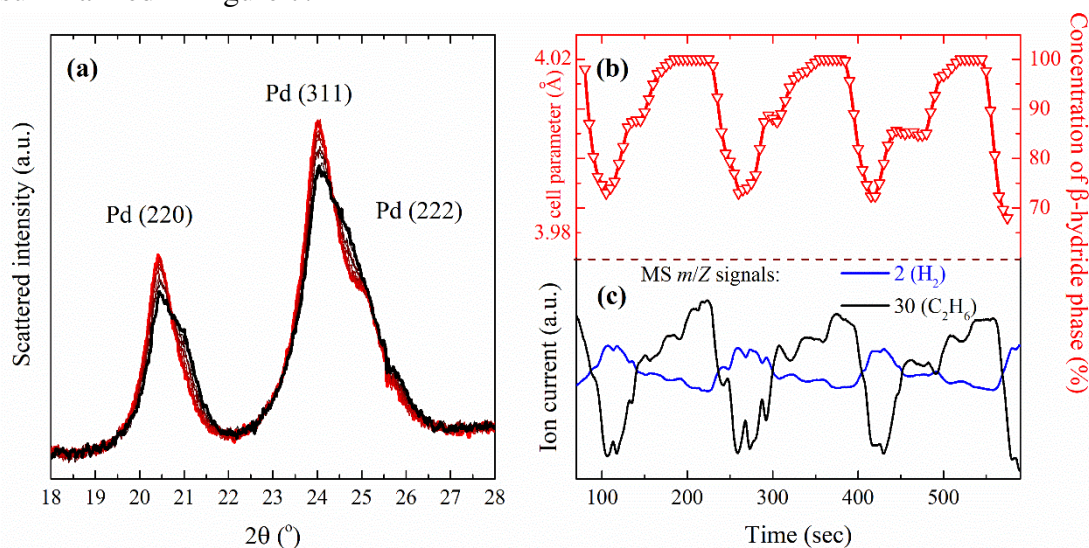 (a)
Pd (311)
Pd (220)
Pd (222)
Scattered intensity (a.u.)
18 19 20 21 22 23 24 25 26 27 28
2θ (°)
(b)
4.02
3.98
cell parameter (Å)
100
90
80
70
Concentration of β-hydride phase (%)
(c)
MS m/Z signals:
2 (H₂)
30 (C₂H₆)
Ion current (a.u.)
100 200 300 400 500
Time (sec)